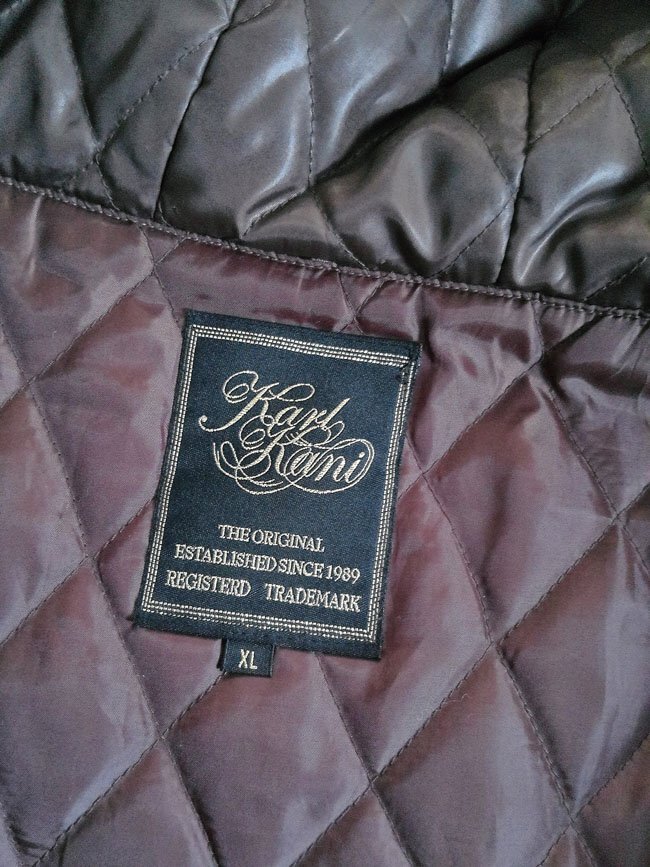 Karl
Kani
THE ORIGINAL
ESTABLISHED SINCE 1989
REGISTERD TRADEMARK
XL